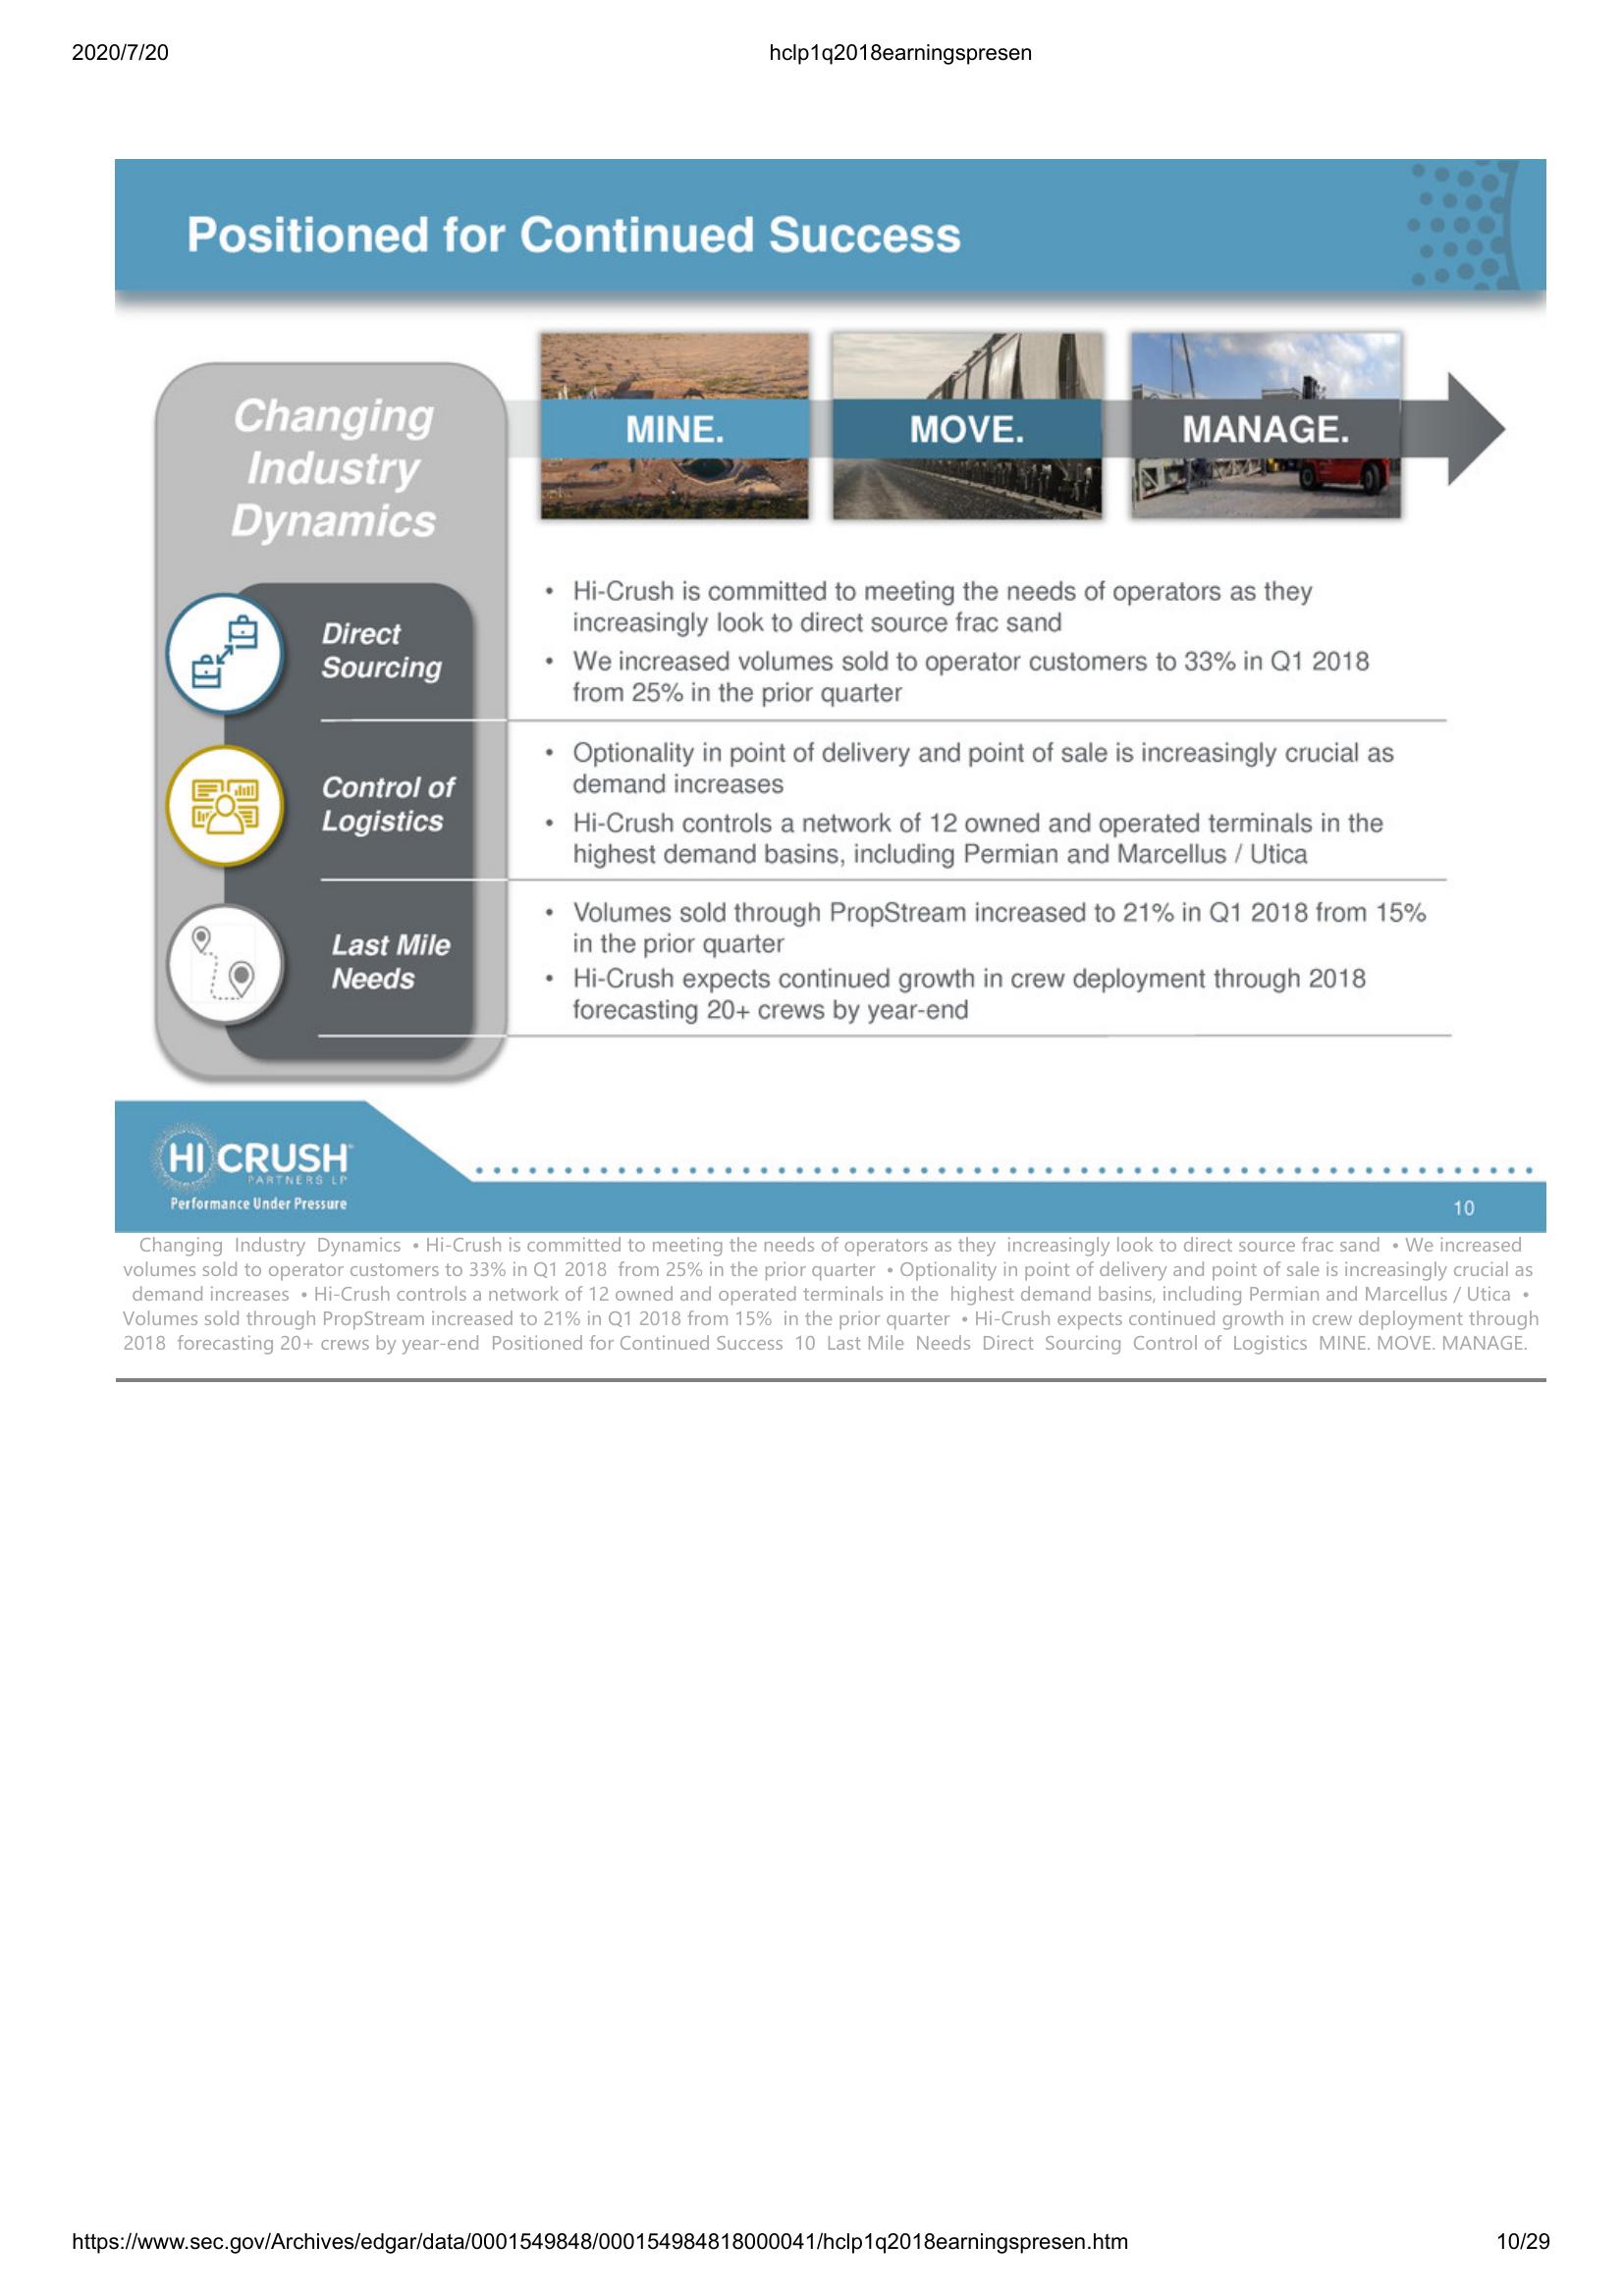 2020/7/20
hclp1q2018earningspresen
Positioned for Continued Success
Changing
Industry
Dynamics
MINE.
MOVE.
MANAGE.
Direct
Sourcing
• Hi-Crush is committed to meeting the needs of operators as they
increasingly look to direct source frac sand
• We increased volumes sold to operator customers to 33% in Q1 2018
from 25% in the prior quarter
Control of
Logistics
• Optionality in point of delivery and point of sale is increasingly crucial as
demand increases
• Hi-Crush controls a network of 12 owned and operated terminals in the
highest demand basins, including Permian and Marcellus / Utica
Last Mile
Needs
• Volumes sold through PropStream increased to 21% in Q1 2018 from 15%
in the prior quarter
• Hi-Crush expects continued growth in crew deployment through 2018
forecasting 20+ crews by year-end
HI CRUSH
PARTNERS LP
Performance Under Pressure
10
Changing Industry Dynamics • Hi-Crush is committed to meeting the needs of operators as they increasingly look to direct source frac sand • We increased
volumes sold to operator customers to 33% in Q1 2018 from 25% in the prior quarter • Optionality in point of delivery and point of sale is increasingly crucial as
demand increases • Hi-Crush controls a network of 12 owned and operated terminals in the highest demand basins, including Permian and Marcellus / Utica •
Volumes sold through PropStream increased to 21% in Q1 2018 from 15% in the prior quarter • Hi-Crush expects continued growth in crew deployment through
2018 forecasting 20+ crews by year-end Positioned for Continued Success 10 Last Mile Needs Direct Sourcing Control of Logistics MINE. MOVE. MANAGE.
https://www.sec.gov/Archives/edgar/data/0001549848/000154984818000041/hclp1q2018earningspresen.htm
10/29